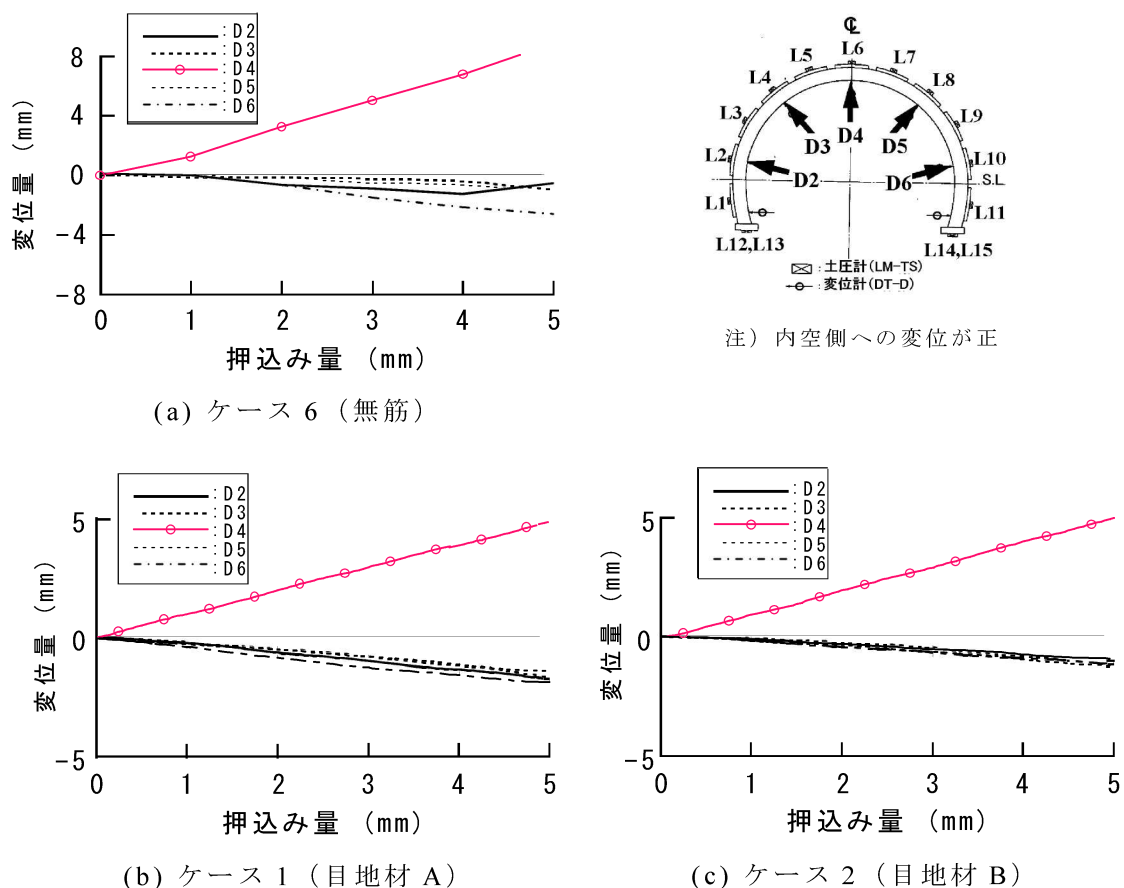 : D2
: D3
: D4
: D5
: D6
8
4
0
-4
-8
変位量 (mm)
0 1 2 3 4 5
押込み量 (mm)
(a) ケース 6 (無筋)
℄
L6
L5 L7
L4 L8
L3 L9
D4
D3 D5
L2 L10
D2 D6 S.L
L1 L11
L12,L13 L14,L15
:土圧計(LM-TS)
:変位計(DT-D)
注) 内空側への変位が正
: D2
: D3
: D4
: D5
: D6
5
0
-5
変位量 (mm)
0 1 2 3 4 5
押込み量 (mm)
(b) ケース 1 (目地材 A)
: D2
: D3
: D4
: D5
: D6
5
0
-5
変位量 (mm)
0 1 2 3 4 5
押込み量 (mm)
(c) ケース 2 (目地材 B)